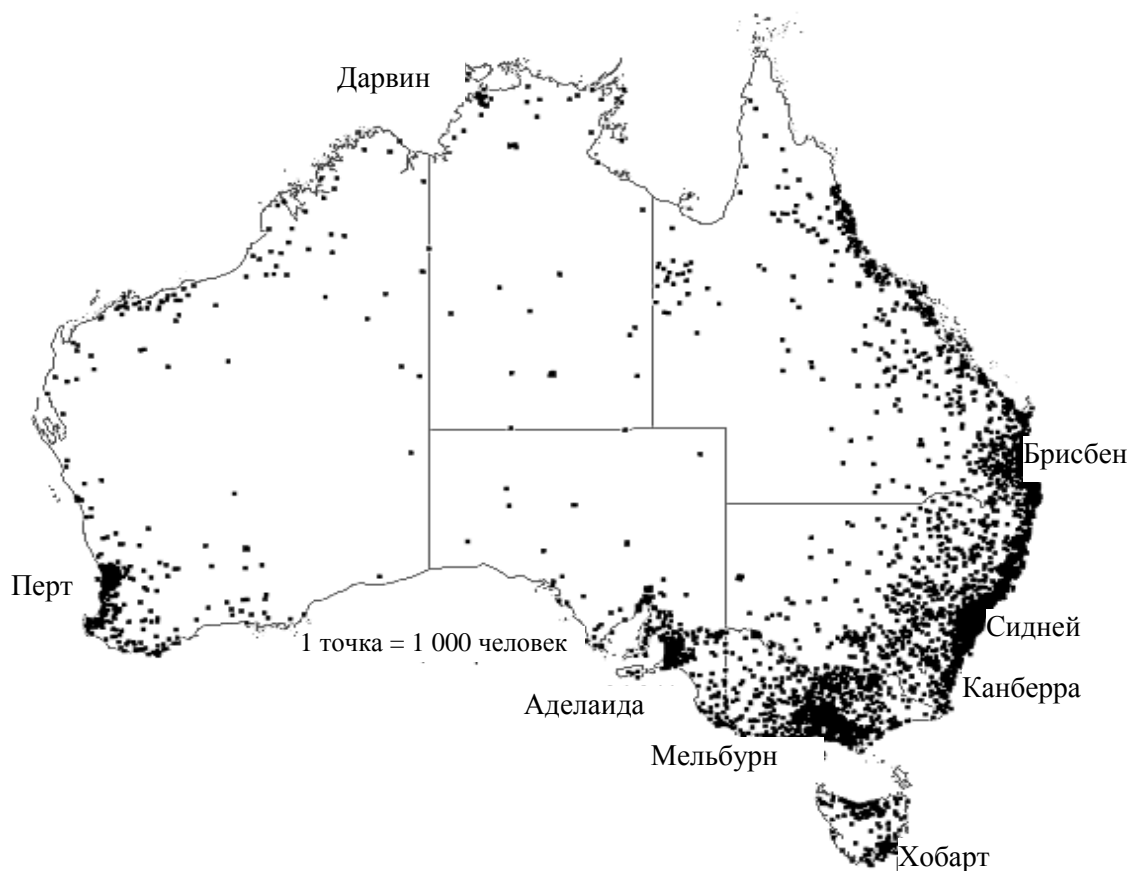 Дарвин
Брисбен
Перт
Сидней
1 точка = 1 000 человек
Канберра
Аделаида
Мельбурн
Хобарт